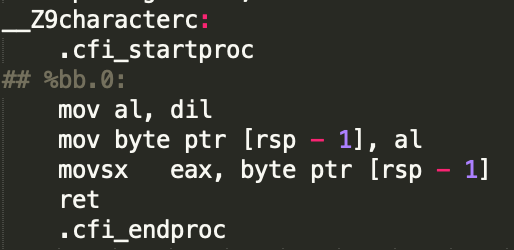 __Z9characterc:
.cfi_startproc
## %bb.0:
mov al, dil
mov byte ptr [rsp - 1], al
movsx   eax, byte ptr [rsp - 1]
ret
.cfi_endproc